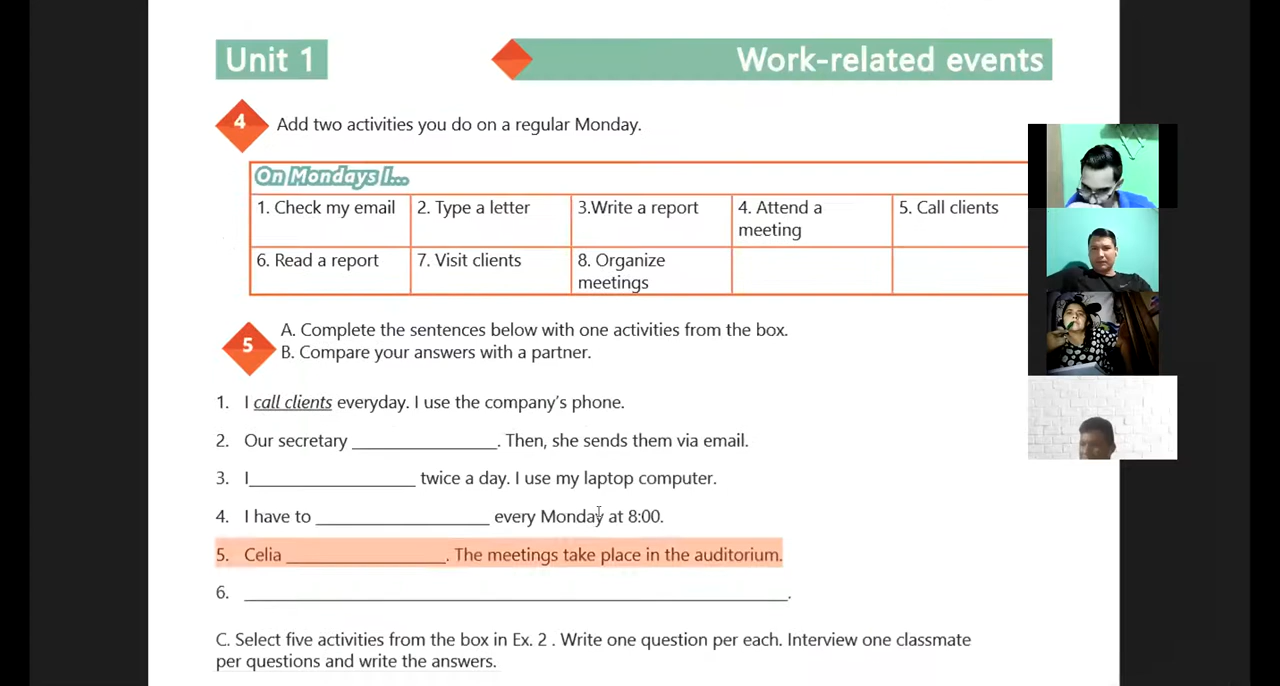 Unit 1
Work-related events
4
Add two activities you do on a regular Monday.
On Mondays I...
1. Check my email
2. Type a letter
3.Write a report
4. Attend a
meeting
5. Call clients
6. Read a report
7. Visit clients
8. Organize
meetings
5
A. Complete the sentences below with one activities from the box.
B. Compare your answers with a partner.
1. I call clients everyday. I use the company's phone.
2. Our secretary _______________. Then, she sends them via email.
3. I_________________ twice a day. I use my laptop computer.
4. I have to __________________ every Monday at 8:00.
5. Celia _________________. The meetings take place in the auditorium.
6. ________________________________________________________.
C. Select five activities from the box in Ex. 2 . Write one question per each. Interview one classmate
per questions and write the answers.